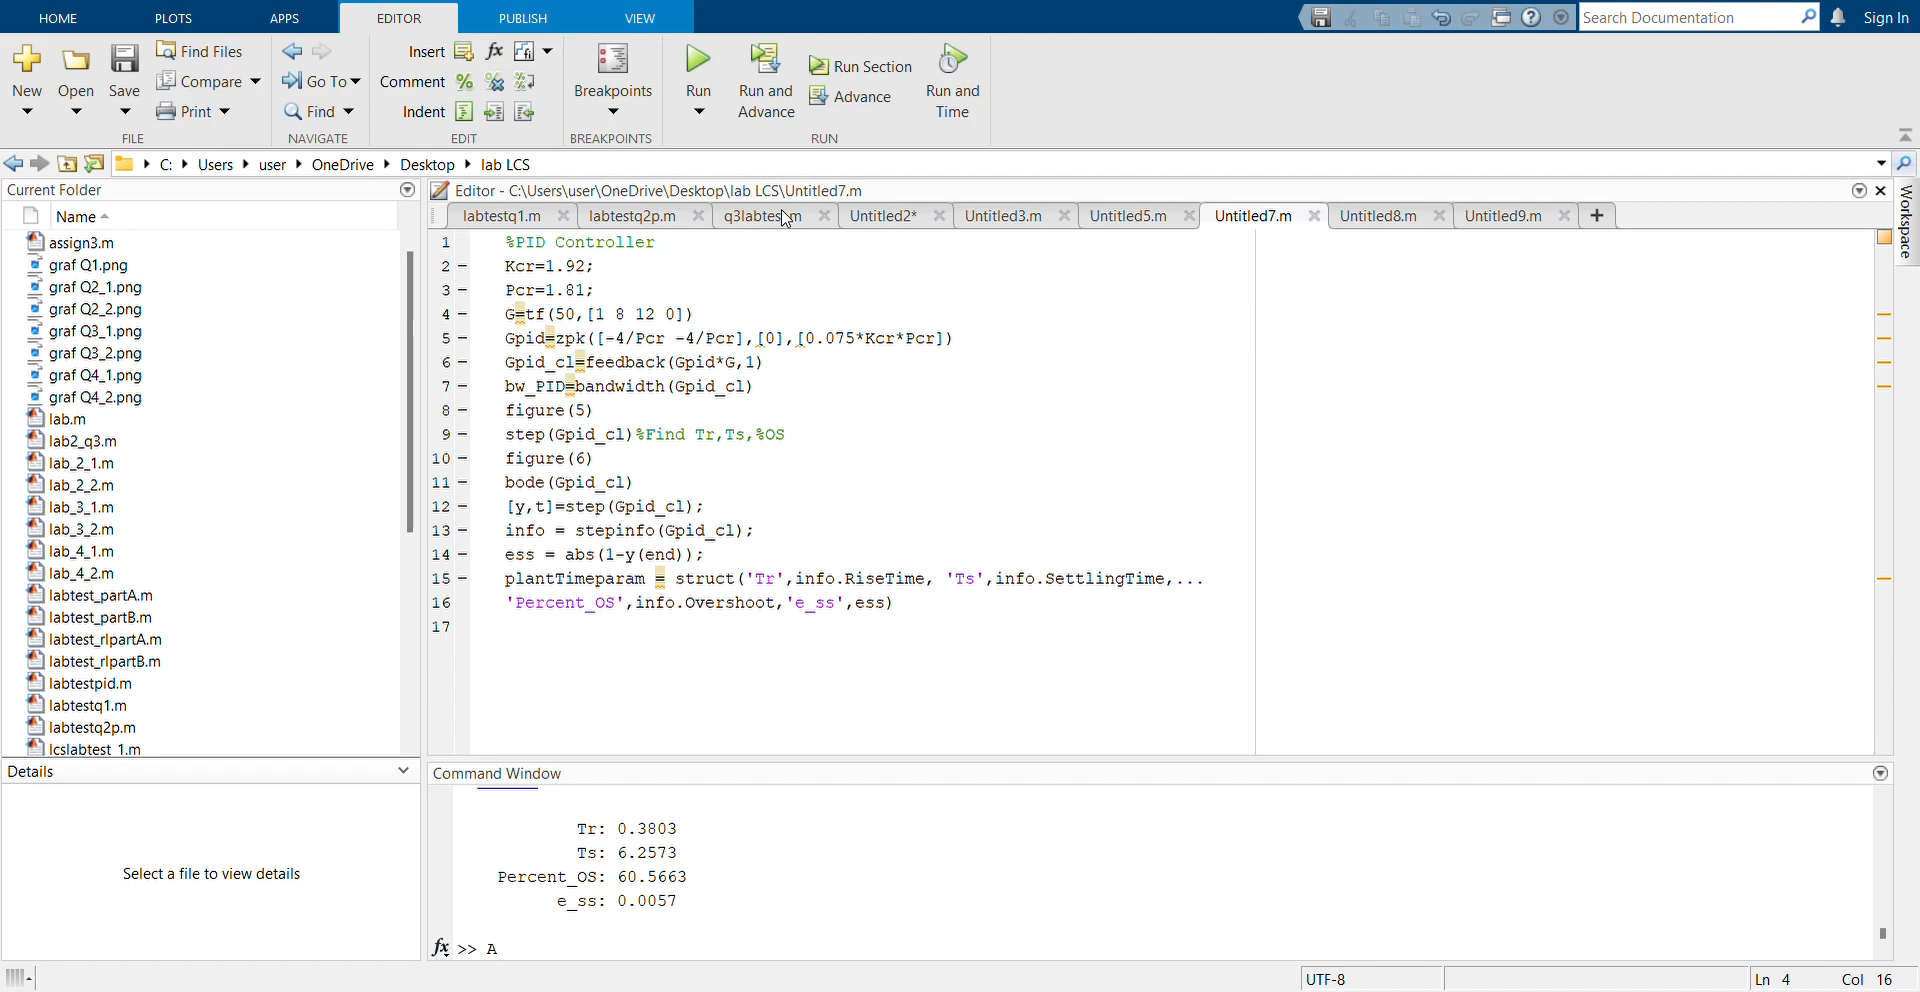 HOME PLOTS APPS EDITOR PUBLISH VIEW Search Documentation Sign In
New Open Save Find Files Compare Print
FILE
Go To Find
NAVIGATE
Insert fx
Comment
Indent
EDIT
Breakpoints
BREAKPOINTS
Run Run and Advance Run Section Advance Run and Time
RUN
C: Users user OneDrive Desktop lab LCS
Current Folder
Name
assign3.m
graf Q1.png
graf Q2_1.png
graf Q2_2.png
graf Q3_1.png
graf Q3_2.png
graf Q4_1.png
graf Q4_2.png
lab.m
lab2_q3.m
lab_2_1.m
lab_2_2.m
lab_3_1.m
lab_3_2.m
lab_4_1.m
lab_4_2.m
labtest_partA.m
labtest_partB.m
labtest_rlpartA.m
labtest_rlpartB.m
labtestpid.m
labtestq1.m
labtestq2p.m
lcslabtest_1.m
Details
Select a file to view details
Editor - C:\Users\user\OneDrive\Desktop\lab LCS\Untitled7.m
labtestq1.m labtestq2p.m Untitled2* Untitled3.m Untitled5.m Untitled7.m Untitled8.m Untitled9.m
Workspace
1 %PID Controller
2 - Kcr=1.92;
3 - Pcr=1.81;
4 - G=tf(50,[1 8 12 0])
5 - Gpid=zpk([-4/Pcr -4/Pcr],[0],[0.075*Kcr*Pcr])
6 - Gpid_cl=feedback(Gpid*G,1)
7 - bw_PID=bandwidth(Gpid_cl)
8 - figure(5)
9 - step(Gpid_cl)%Find Tr,Ts,%OS
10 - figure(6)
11 - bode(Gpid_cl)
12 - [y,t]=step(Gpid_cl);
13 - info = stepinfo(Gpid_cl);
14 - ess = abs(1-y(end));
15 - plantTimeparam = struct('Tr',info.RiseTime, 'Ts',info.SettlingTime,...
16 'Percent_OS',info.Overshoot,'e_ss',ess)
17
Command Window
Tr: 0.3803
Ts: 6.2573
Percent_OS: 60.5663
e_ss: 0.0057
fx >> A
UTF-8 Ln 4 Col 16